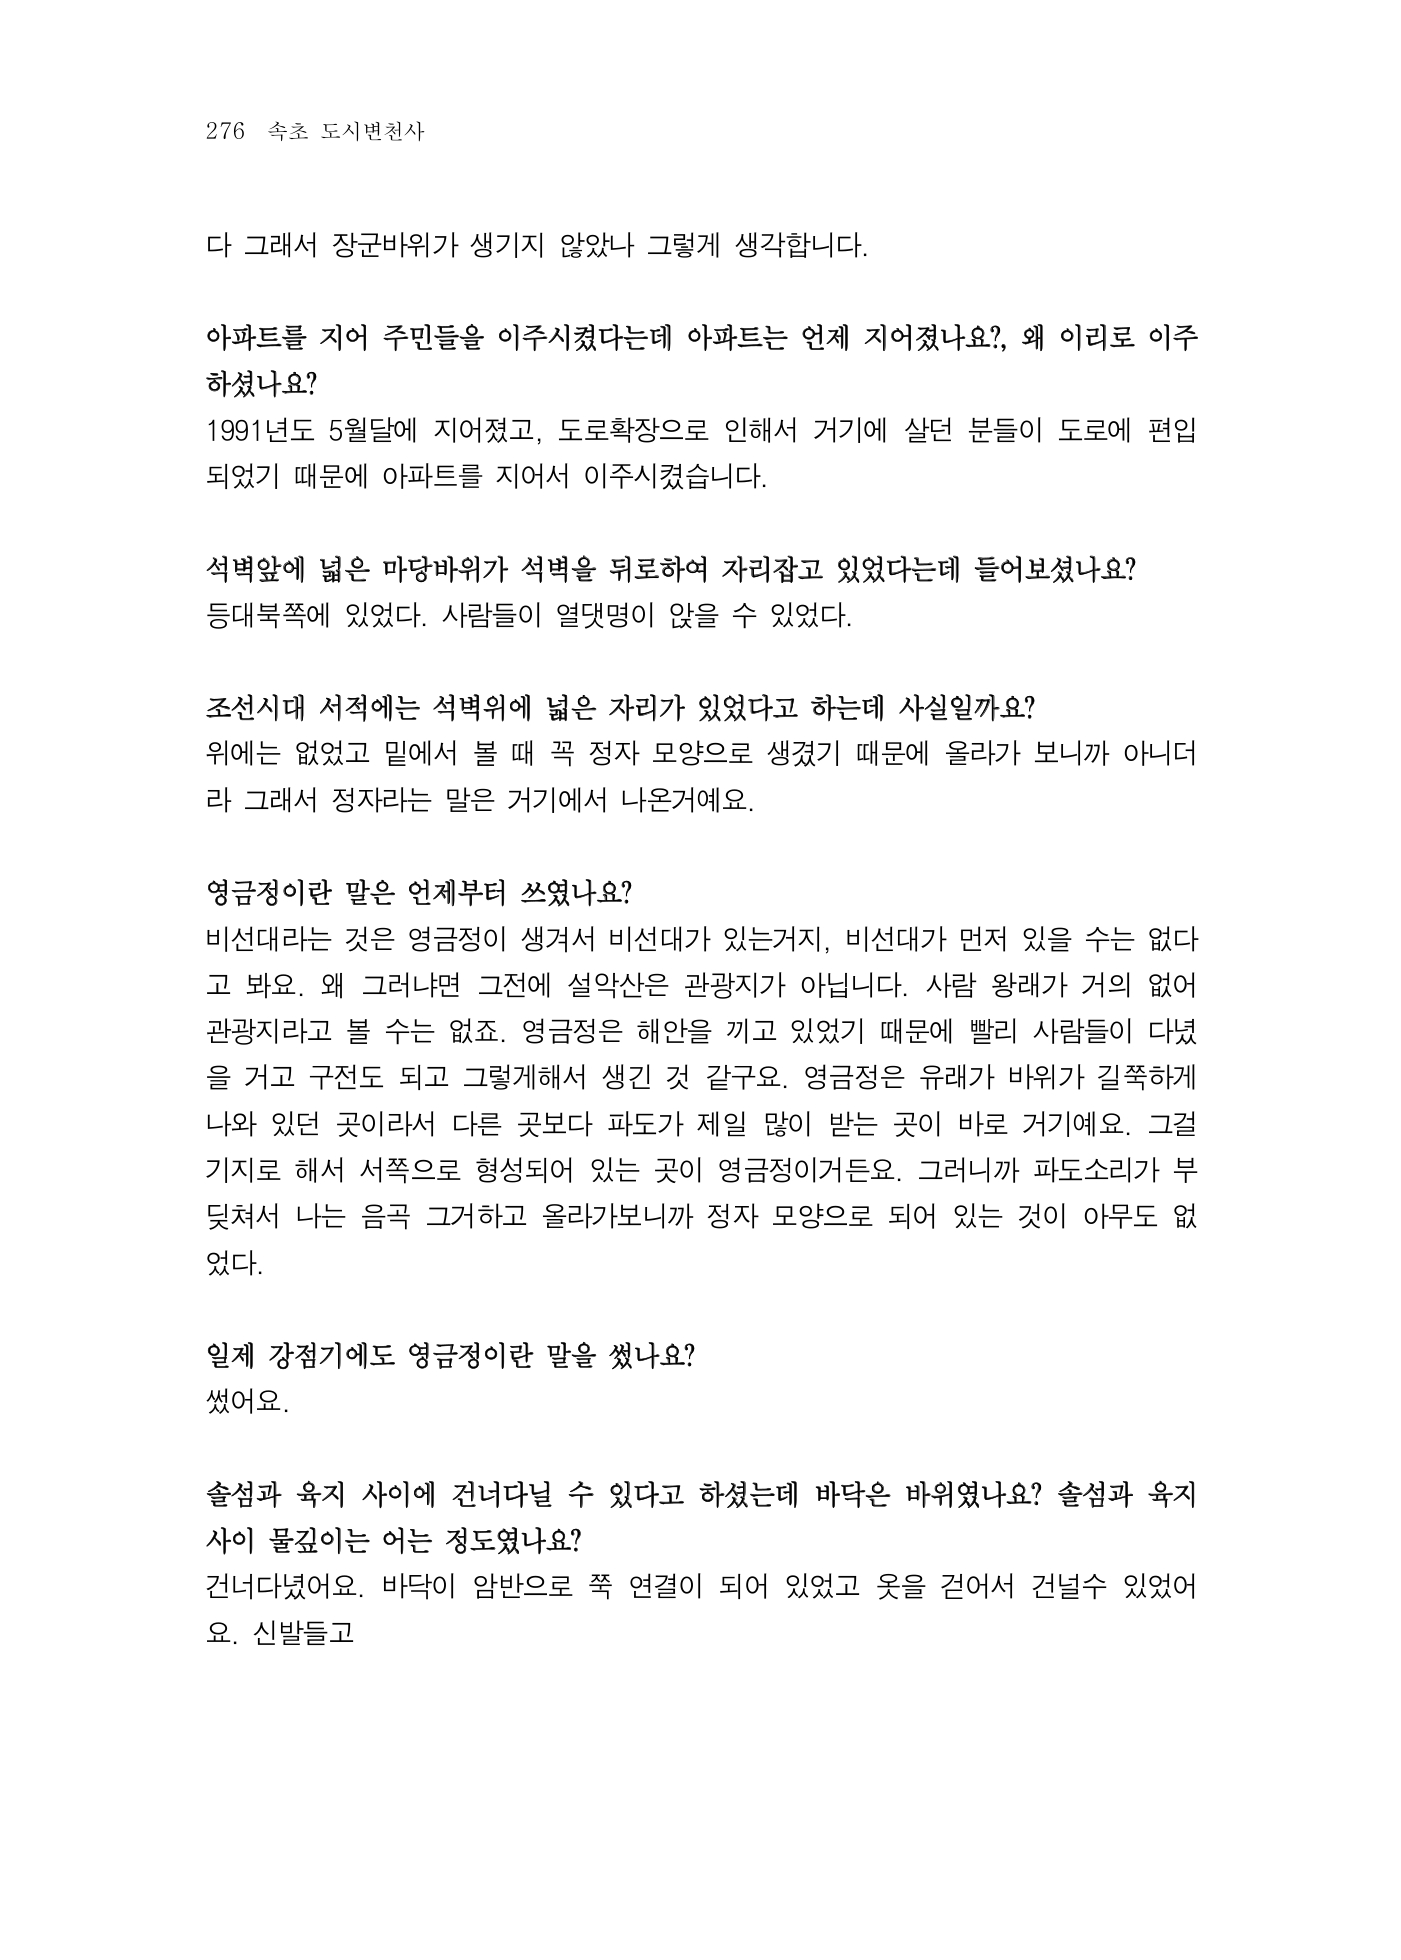 276 속초 도시변천사
다 그래서 장군바위가 생기지 않았나 그렇게 생각합니다.
아파트를 지어 주민들을 이주시켰다는데 아파트는 언제 지어졌나요?, 왜 이리로 이주
하셨나요?
1991년도 5월달에 지어졌고, 도로확장으로 인해서 거기에 살던 분들이 도로에 편입
되었기 때문에 아파트를 지어서 이주시켰습니다.
석벽앞에 넓은 마당바위가 석벽을 뒤로하여 자리잡고 있었다는데 들어보셨나요?
등대북쪽에 있었다. 사람들이 열댓명이 앉을 수 있었다.
조선시대 서적에는 석벽위에 넓은 자리가 있었다고 하는데 사실일까요?
위에는 없었고 밑에서 볼 때 꼭 정자 모양으로 생겼기 때문에 올라가 보니까 아니더
라 그래서 정자라는 말은 거기에서 나온거예요.
영금정이란 말은 언제부터 쓰였나요?
비선대라는 것은 영금정이 생겨서 비선대가 있는거지, 비선대가 먼저 있을 수는 없다
고 봐요. 왜 그러냐면 그전에 설악산은 관광지가 아닙니다. 사람 왕래가 거의 없어
관광지라고 볼 수는 없죠. 영금정은 해안을 끼고 있었기 때문에 빨리 사람들이 다녔
을 거고 구전도 되고 그렇게해서 생긴 것 같구요. 영금정은 유래가 바위가 길쭉하게
나와 있던 곳이라서 다른 곳보다 파도가 제일 많이 받는 곳이 바로 거기예요. 그걸
기지로 해서 서쪽으로 형성되어 있는 곳이 영금정이거든요. 그러니까 파도소리가 부
딪쳐서 나는 음곡 그거하고 올라가보니까 정자 모양으로 되어 있는 것이 아무도 없
었다.
일제 강점기에도 영금정이란 말을 썼나요?
썼어요.
솔섬과 육지 사이에 건너다닐 수 있다고 하셨는데 바닥은 바위였나요? 솔섬과 육지
사이 물깊이는 어는 정도였나요?
건너다녔어요. 바닥이 암반으로 쭉 연결이 되어 있었고 옷을 걷어서 건널수 있었어
요. 신발들고